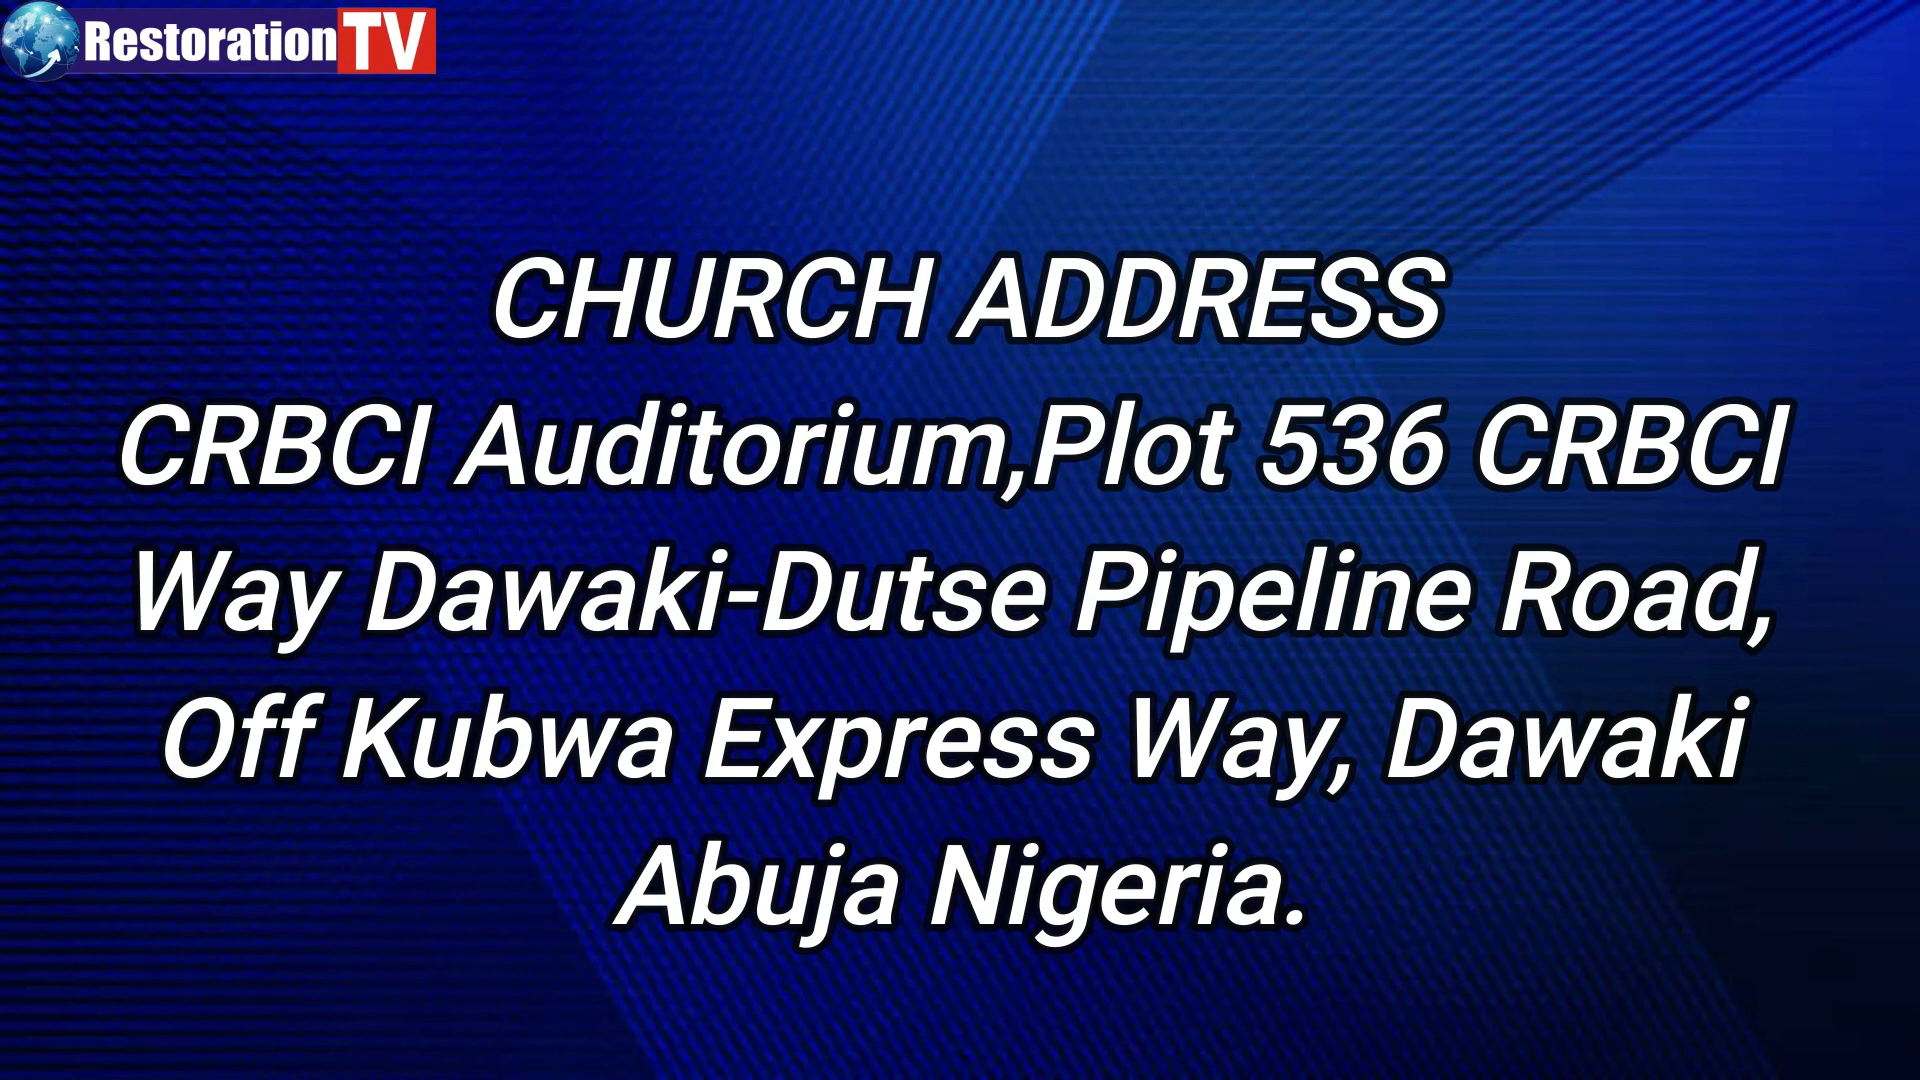 RestorationTV
CHURCH ADDRESS
CRBCI Auditorium,Plot 536 CRBCI
Way Dawaki-Dutse Pipeline Road,
Off Kubwa Express Way, Dawaki
Abuja Nigeria.